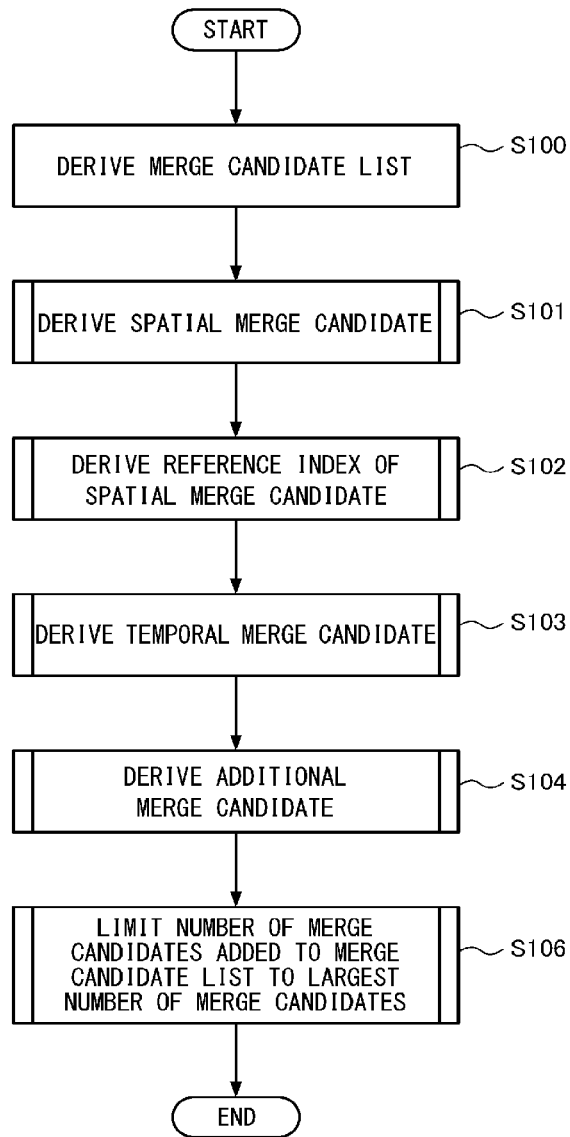 START
DERIVE MERGE CANDIDATE LIST
S100
DERIVE SPATIAL MERGE CANDIDATE
S101
DERIVE REFERENCE INDEX OF
SPATIAL MERGE CANDIDATE
S102
DERIVE TEMPORAL MERGE CANDIDATE
S103
DERIVE ADDITIONAL
MERGE CANDIDATE
S104
LIMIT NUMBER OF MERGE
CANDIDATES ADDED TO MERGE
CANDIDATE LIST TO LARGEST
NUMBER OF MERGE CANDIDATES
S106
END